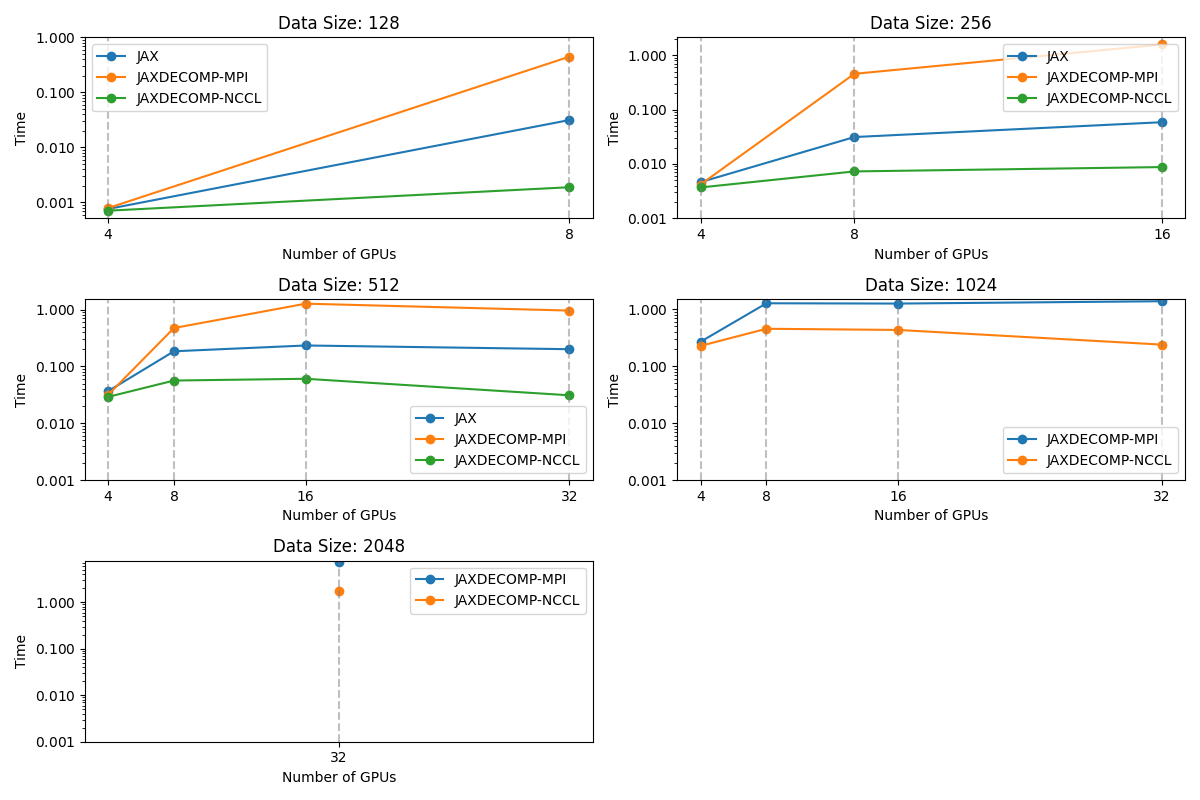 Data Size: 128
1.000
0.100
0.010
0.001
Time
JAX
JAXDECOMP-MPI
JAXDECOMP-NCCL
4
8
Number of GPUs
Data Size: 256
1.000
0.100
0.010
0.001
Time
JAX
JAXDECOMP-MPI
JAXDECOMP-NCCL
4
8
16
Number of GPUs
Data Size: 512
1.000
0.100
0.010
0.001
Time
JAX
JAXDECOMP-MPI
JAXDECOMP-NCCL
4
8
16
32
Number of GPUs
Data Size: 1024
1.000
0.100
0.010
0.001
Time
JAXDECOMP-MPI
JAXDECOMP-NCCL
4
8
16
32
Number of GPUs
Data Size: 2048
1.000
0.100
0.010
0.001
Time
JAXDECOMP-MPI
JAXDECOMP-NCCL
32
Number of GPUs